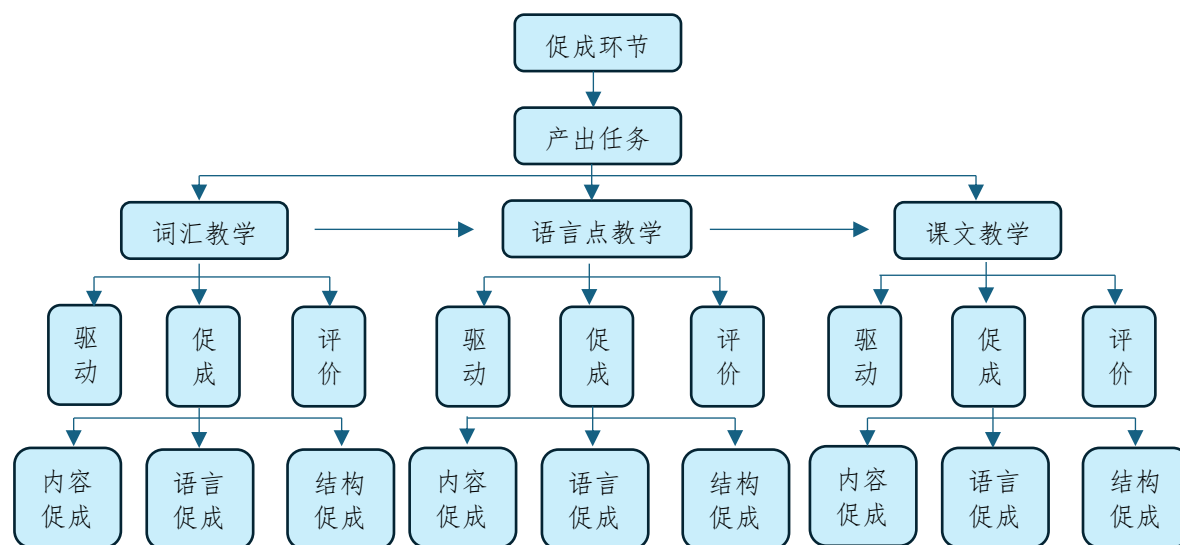 促成环节
产出任务
词汇教学
语言点教学
课文教学
驱
动
促
成
评
价
驱
动
促
成
评
价
驱
动
促
成
评
价
内容
促成
语言
促成
结构
促成
内容
促成
语言
促成
结构
促成
内容
促成
语言
促成
结构
促成